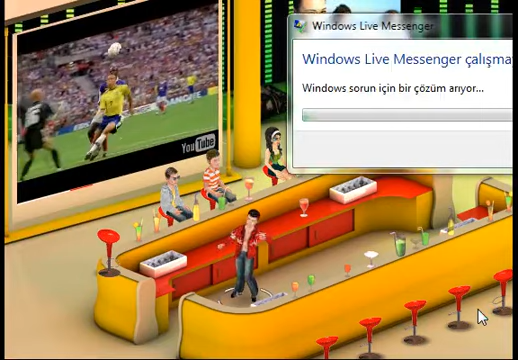 Windows Live Messenger
Windows Live Messenger çalışma
Windows sorun için bir çözüm arıyor...
YouTube